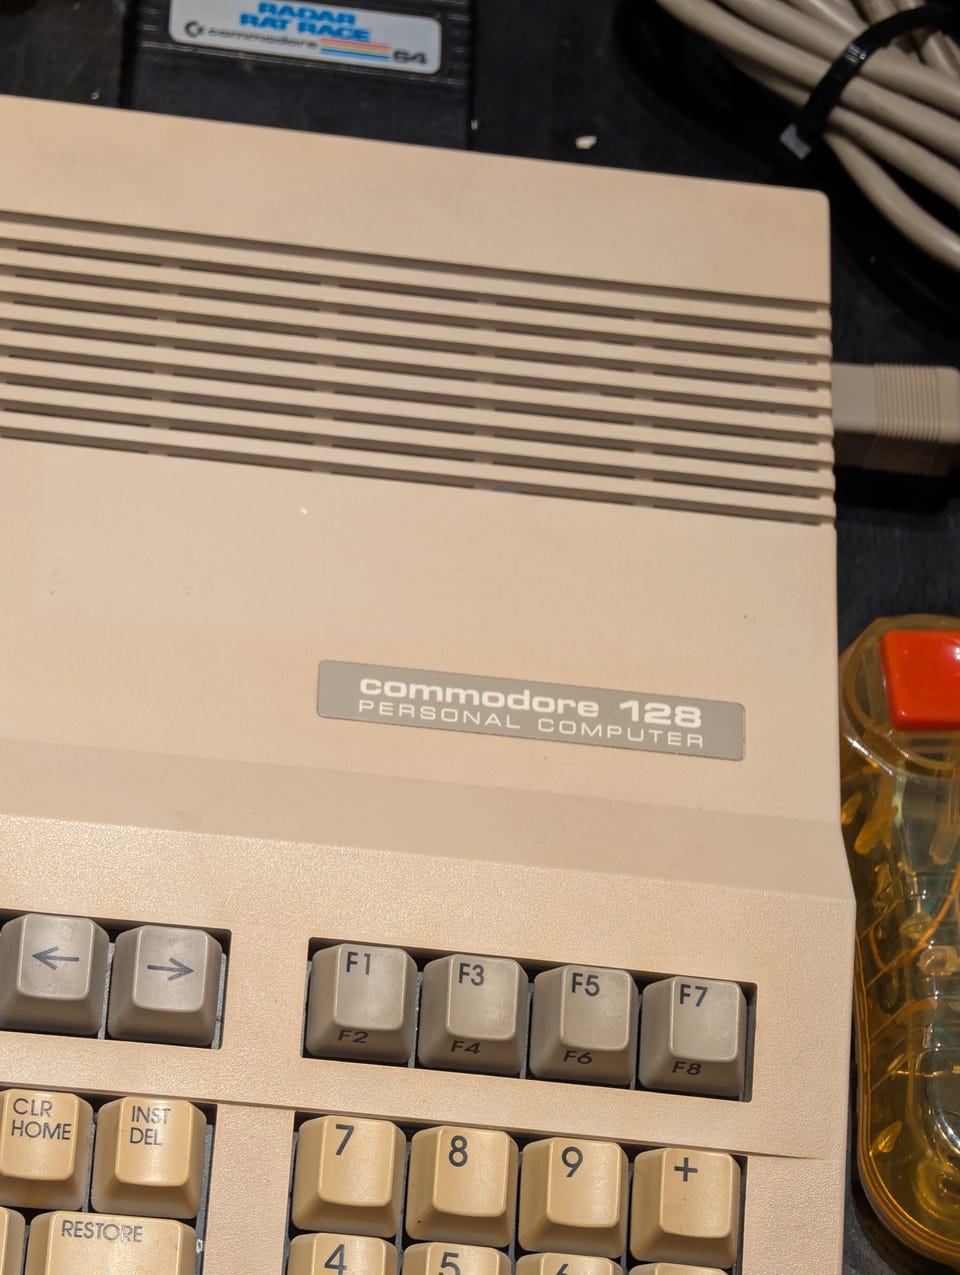 RADAR
RAT RACE
commodore 64
commodore 128
PERSONAL COMPUTER
← →
F1 F3 F5 F7
F2 F4 F6 F8
CLR
HOME
INST
DEL
7 8 9 +
RESTORE
4 5 6